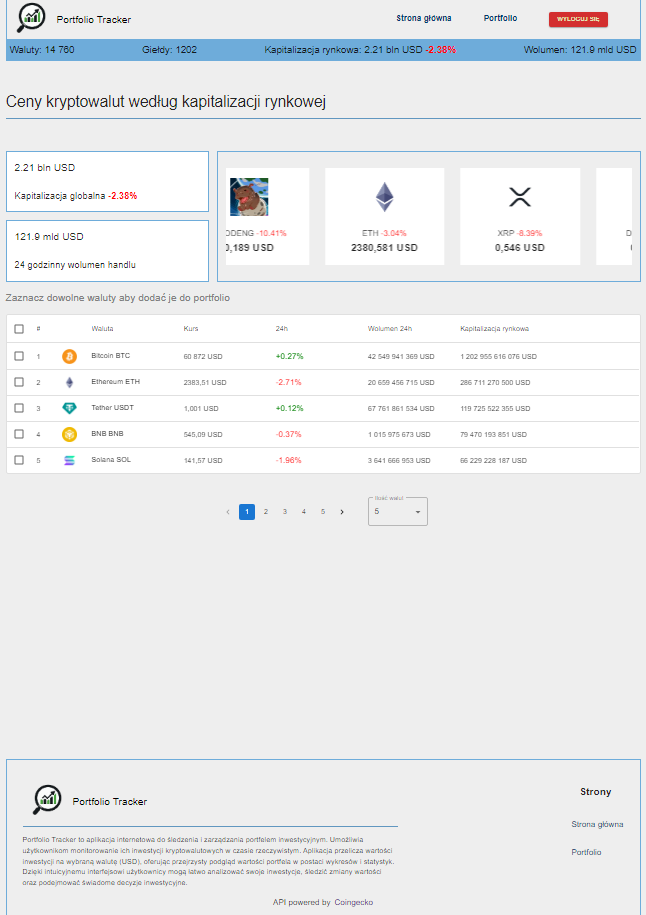 Portfolio Tracker Strona główna Portfolio WYLOGUJ SIĘ
Waluty: 14 760 Giełdy: 1202 Kapitalizacja rynkowa: 2.21 bln USD -2.38% Wolumen: 121.9 mld USD
Ceny kryptowalut według kapitalizacji rynkowej
2.21 bln USD
Kapitalizacja globalna -2.38%
121.9 mld USD
24 godzinny wolumen handlu
ODENG -10.41% ETH -3.04% XRP -8.39% D
0,189 USD 2380,581 USD 0,546 USD
Zaznacz dowolne waluty aby dodać je do portfolio
# Waluta Kurs 24h Wolumen 24h Kapitalizacja rynkowa
1 Bitcoin BTC 60 872 USD +0.27% 42 549 941 369 USD 1 202 955 616 076 USD
2 Ethereum ETH 2383,51 USD -2.71% 20 659 456 715 USD 286 711 270 500 USD
3 Tether USDT 1,001 USD +0.12% 67 761 861 534 USD 119 725 522 355 USD
4 BNB BNB 545,09 USD -0.37% 1 015 975 673 USD 79 470 193 851 USD
5 Solana SOL 141,57 USD -1.96% 3 641 666 953 USD 66 229 228 187 USD
‹ 1 2 3 4 5 ›
Ilość walut
5
Portfolio Tracker
Portfolio Tracker to aplikacja internetowa do śledzenia i zarządzania portfelem inwestycyjnym. Umożliwia
użytkownikom monitorowanie ich inwestycji kryptowalutowych w czasie rzeczywistym. Aplikacja przelicza wartości
inwestycji na wybraną walutę (USD), oferując przejrzysty podgląd wartości portfela w postaci wykresów i statystyk.
Dzięki intuicyjnemu interfejsowi użytkownicy mogą łatwo analizować swoje inwestycje, śledzić zmiany wartości
oraz podejmować świadome decyzje inwestycyjne.
Strony
Strona główna
Portfolio
API powered by Coingecko